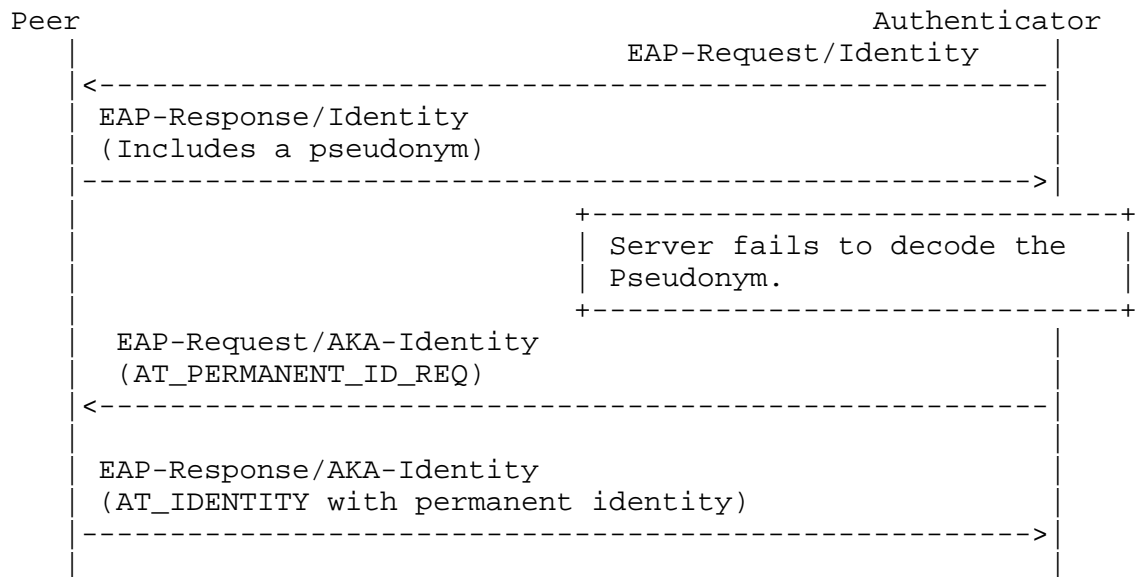 Peer Authenticator
EAP-Request/Identity
EAP-Response/Identity
(Includes a pseudonym)
Server fails to decode the
Pseudonym.
EAP-Request/AKA-Identity
(AT_PERMANENT_ID_REQ)
EAP-Response/AKA-Identity
(AT_IDENTITY with permanent identity)